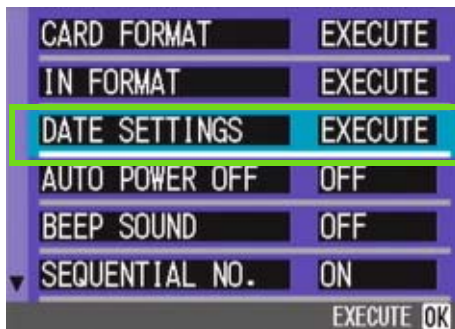 CARD FORMAT EXECUTE
IN FORMAT EXECUTE
DATE SETTINGS EXECUTE
AUTO POWER OFF OFF
BEEP SOUND OFF
SEQUENTIAL NO. ON
EXECUTE OK